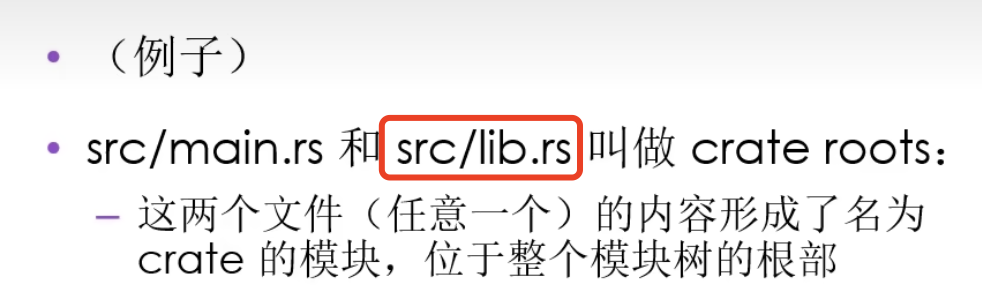 • （例子）
• src/main.rs 和 src/lib.rs 叫做 crate roots：
– 这两个文件（任意一个）的内容形成了名为
crate 的模块，位于整个模块树的根部